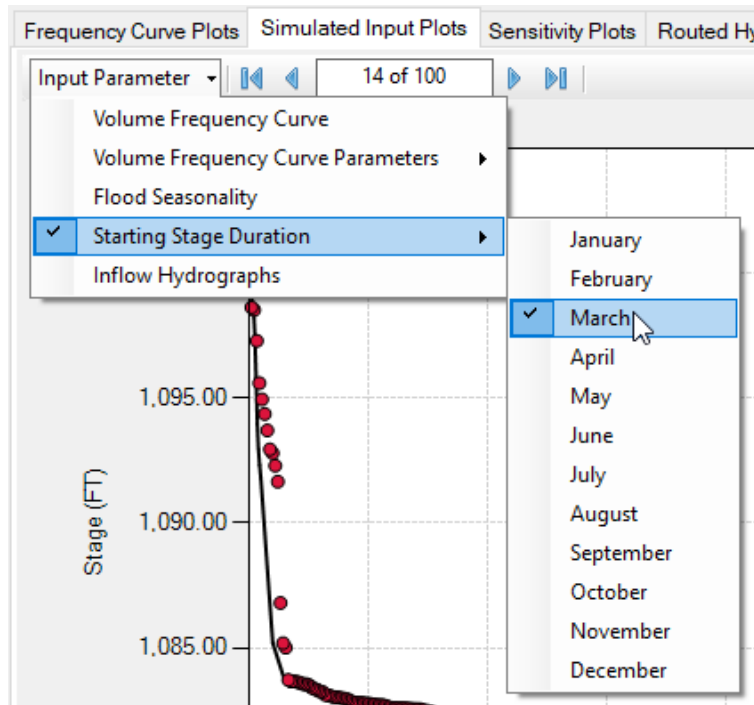 Frequency Curve Plots Simulated Input Plots Sensitivity Plots Routed Hy
Input Parameter 14 of 100
Volume Frequency Curve
Volume Frequency Curve Parameters
Flood Seasonality
Starting Stage Duration
Inflow Hydrographs
January
February
March
April
May
June
July
August
September
October
November
December
1,095.00
1,090.00
1,085.00
Stage (FT)